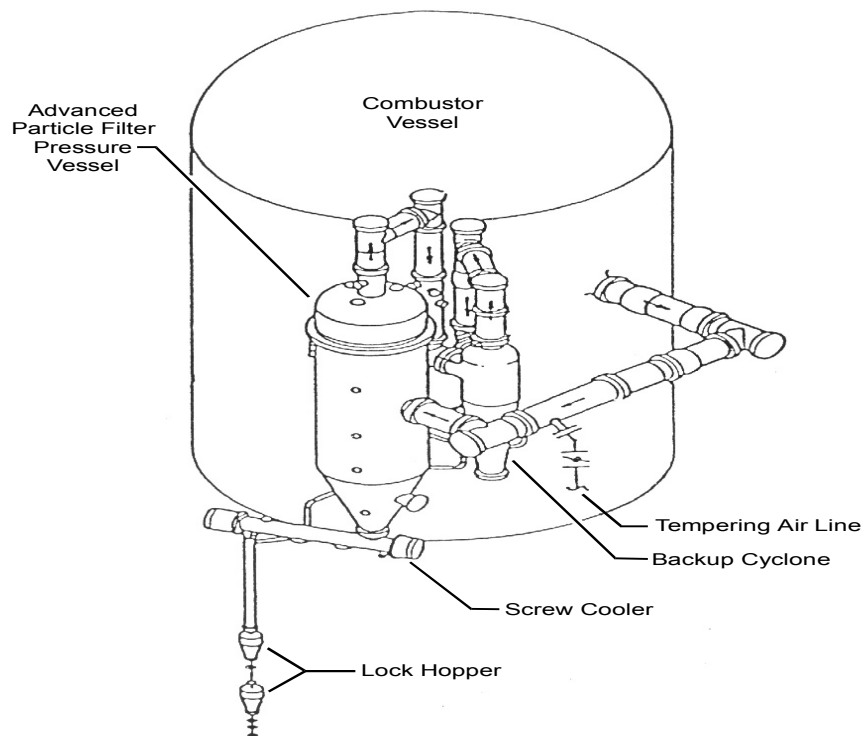 Combustor
Vessel
Advanced
Particle Filter
Pressure
Vessel
Tempering Air Line
Backup Cyclone
Screw Cooler
Lock Hopper